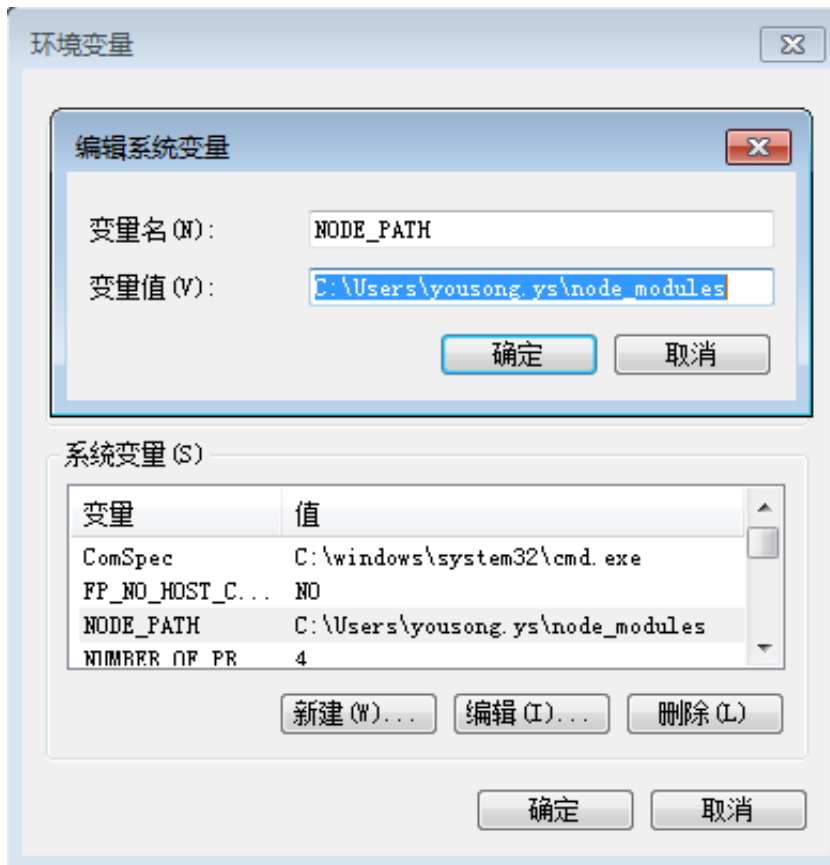 环境变量
编辑系统变量
变量名(N): NODE_PATH
变量值(V): C:\Users\yousong.ys\node_modules
确定 取消
系统变量(S)
变量 值
ComSpec C:\windows\system32\cmd.exe
FP_NO_HOST_C... NO
NODE_PATH C:\Users\yousong.ys\node_modules
NUMBER_OF_PR 4
新建(W)... 编辑(I)... 删除(L)
确定 取消